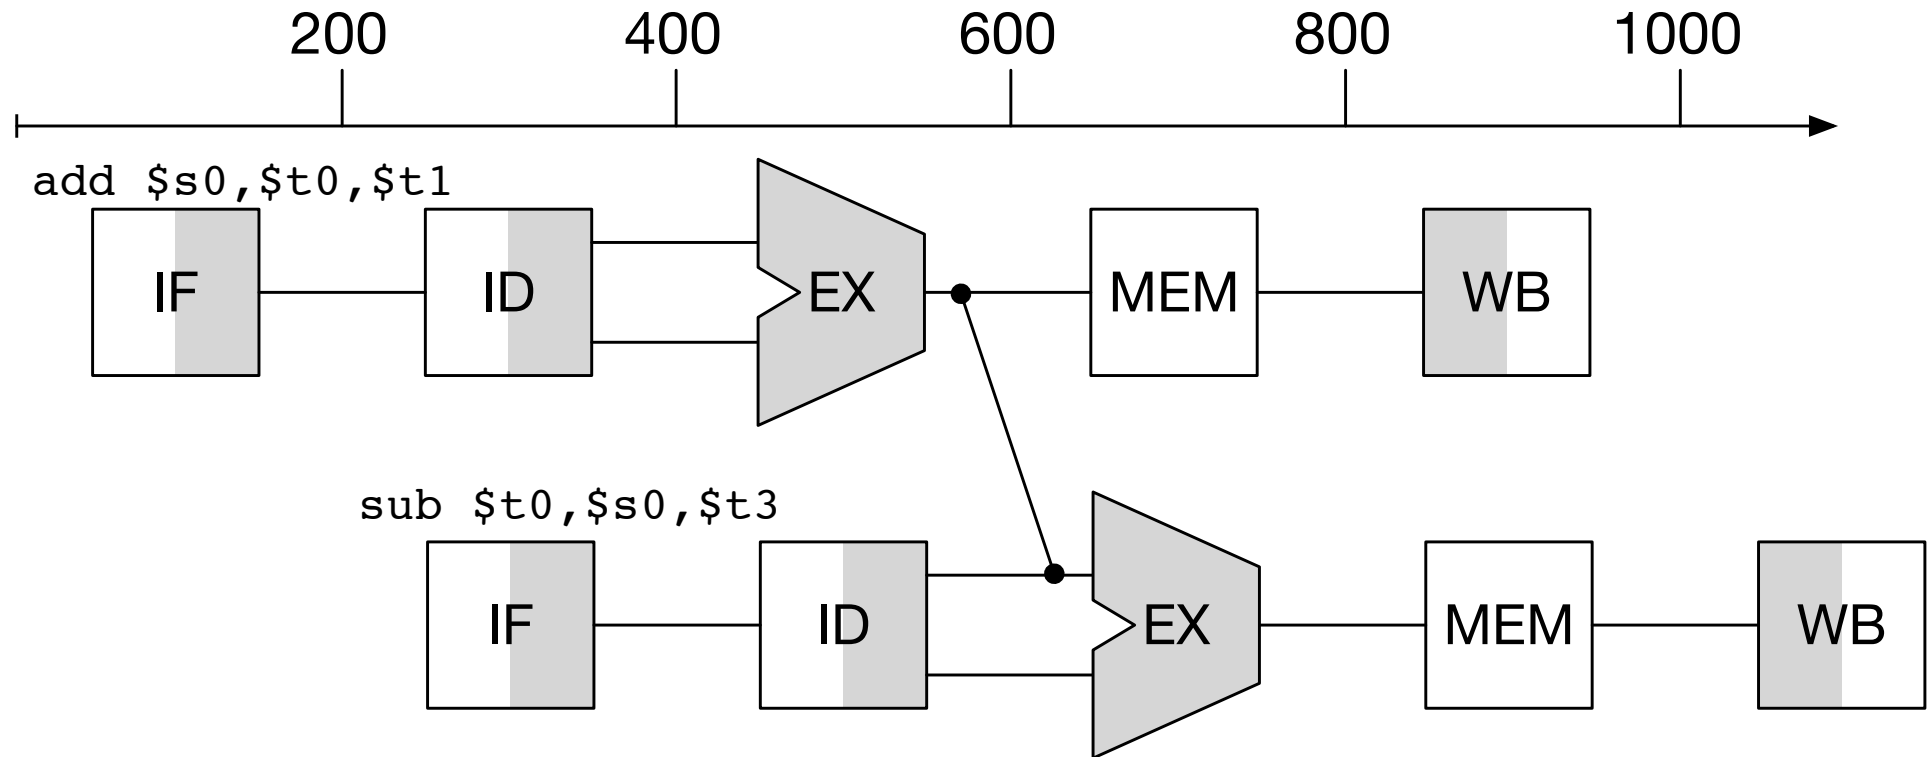 200 400 600 800 1000
add $s0,$t0,$t1
IF ID EX MEM WB
sub $t0,$s0,$t3
IF ID EX MEM WB